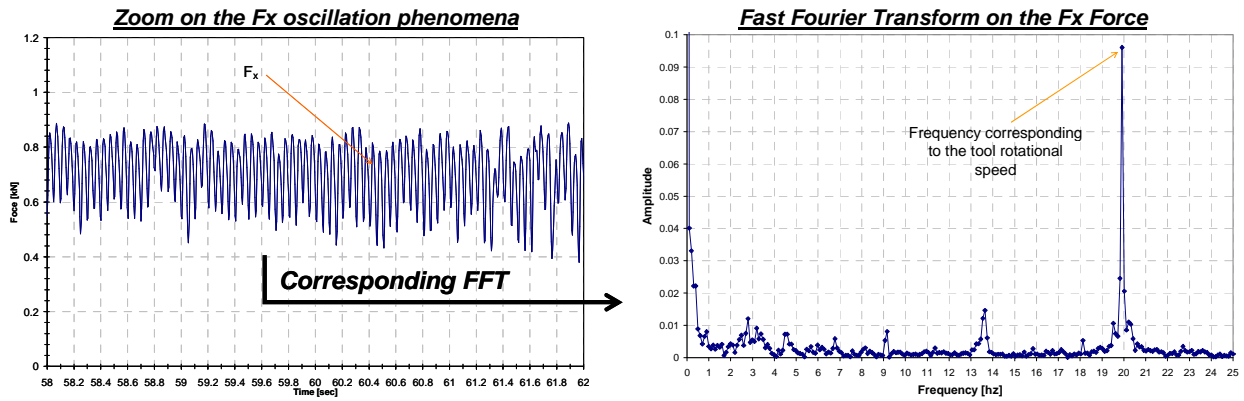 Zoom on the Fx oscillation phenomena
1.2
1
0.8
0.6
0.4
0.2
0
Foce [kN]
Fx
58 58.2 58.4 58.6 58.8 59 59.2 59.4 59.6 59.8 60 60.2 60.4 60.6 60.8 61 61.2 61.4 61.6 61.8 62
Time [sec]
Corresponding FFT
Fast Fourier Transform on the Fx Force
0.1
0.09
0.08
0.07
0.06
0.05
0.04
0.03
0.02
0.01
0
Amplitude
Frequency corresponding
to the tool rotational
speed
0 1 2 3 4 5 6 7 8 9 10 11 12 13 14 15 16 17 18 19 20 21 22 23 24 25
Frequency [hz]